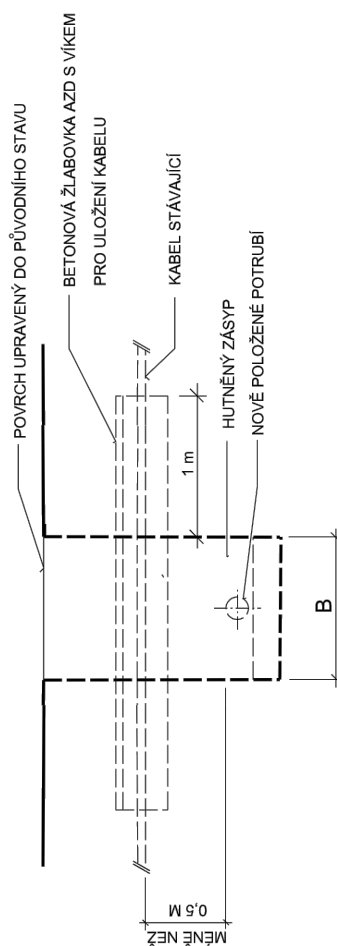 POVRCH UPRAVENÝ DO PŮVODNÍHO STAVU
BETONOVÁ ŽLABOVKA AZD S VÍKEM
PRO ULOŽENÍ KABELU
KABEL STÁVAJÍCÍ
1 m
HUTNĚNÝ ZÁSYP
NOVĚ POLOŽENÉ POTRUBÍ
B
MÉNĚ NEŽ
0,5 M